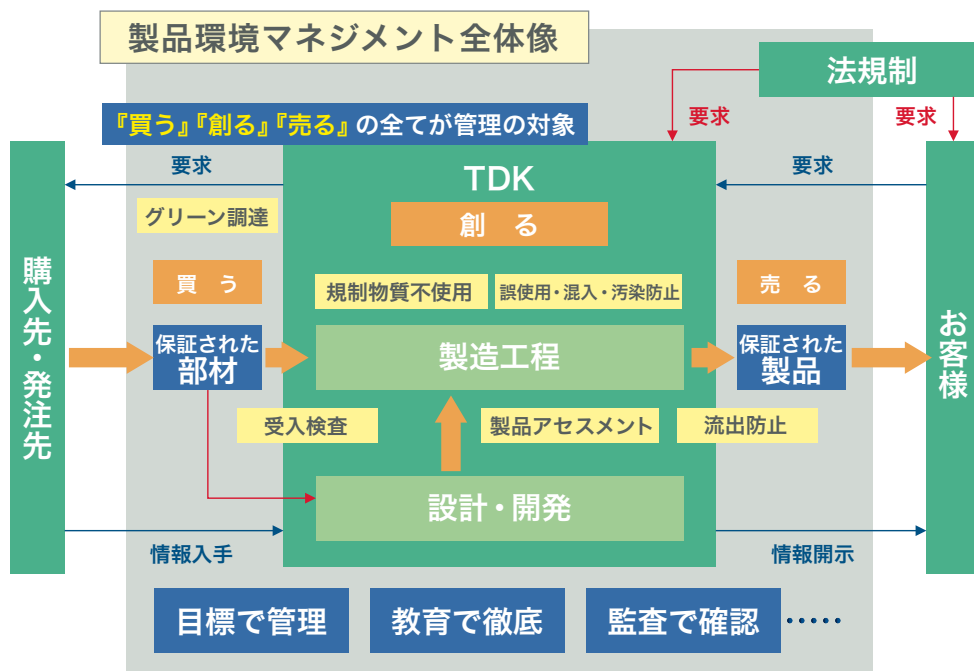 製品環境マネジメント全体像
法規制
『買う』『創る』『売る』の全てが管理の対象
要求
要求
要求
TDK
要求
グリーン調達
創 る
購入先・発注先
買 う
規制物質不使用
誤使用・混入・汚染防止
売 る
お客様
保証された
部材
製造工程
保証された
製品
受入検査
製品アセスメント
流出防止
設計・開発
情報入手
情報開示
目標で管理
教育で徹底
監査で確認
‥‥‥